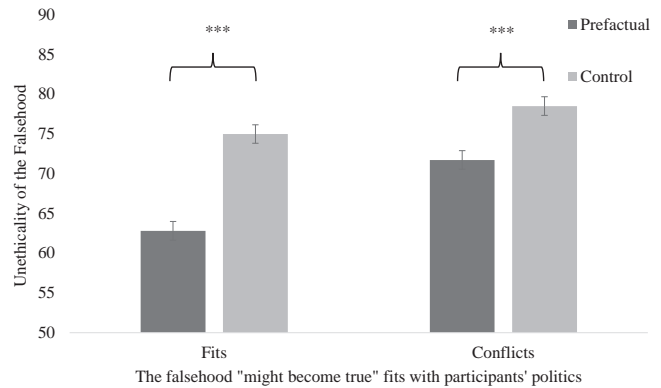 90
85
80
75
70
65
60
55
50
Unethicality of the Falsehood
***
***
Prefactual
Control
Fits
Conflicts
The falsehood "might become true" fits with participants' politics